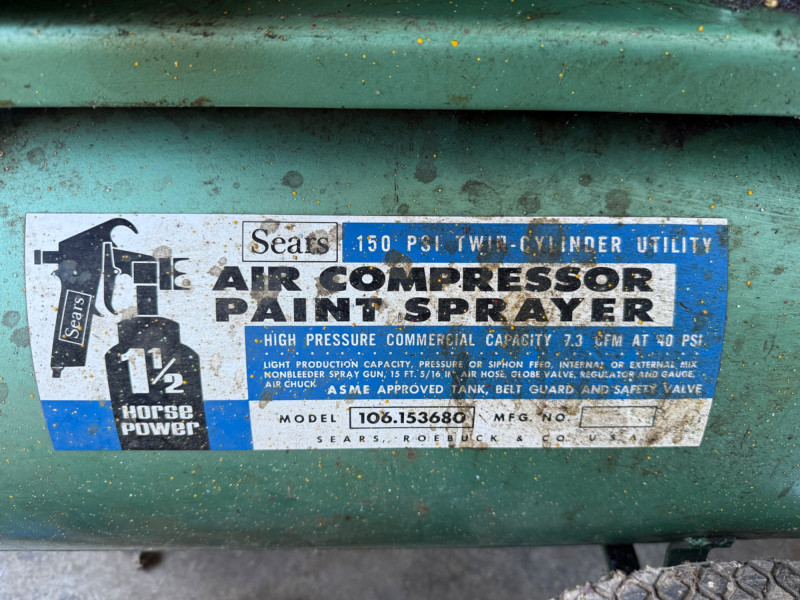 Sears
150 PSI TWIN-CYLINDER UTILITY
AIR COMPRESSOR
PAINT SPRAYER
HIGH PRESSURE COMMERCIAL CAPACITY 7.3 CFM AT 40 PSI
LIGHT PRODUCTION CAPACITY, PRESSURE OR SIPHON FEED, INTERNAL OR EXTERNAL MIX
NONBLEEDER SPRAY GUN, 15 FT. 5/16 IN. AIR HOSE, GLOBE VALVE, REGULATOR AND GAUGE,
AIR CHUCK. ASME APPROVED TANK, BELT GUARD AND SAFETY VALVE
MODEL 106.153680 MFG. NO.
SEARS, ROEBUCK & CO. U.S.A.
Sears
1 1/2
HORSE
POWER